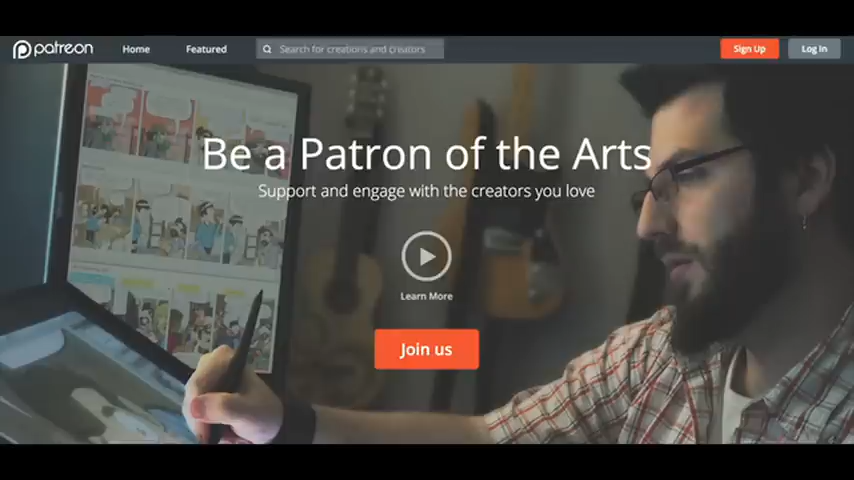 patreon Home Featured Search for creations and creators Sign Up Log In
Be a Patron of the Arts
Support and engage with the creators you love
Learn More
Join us